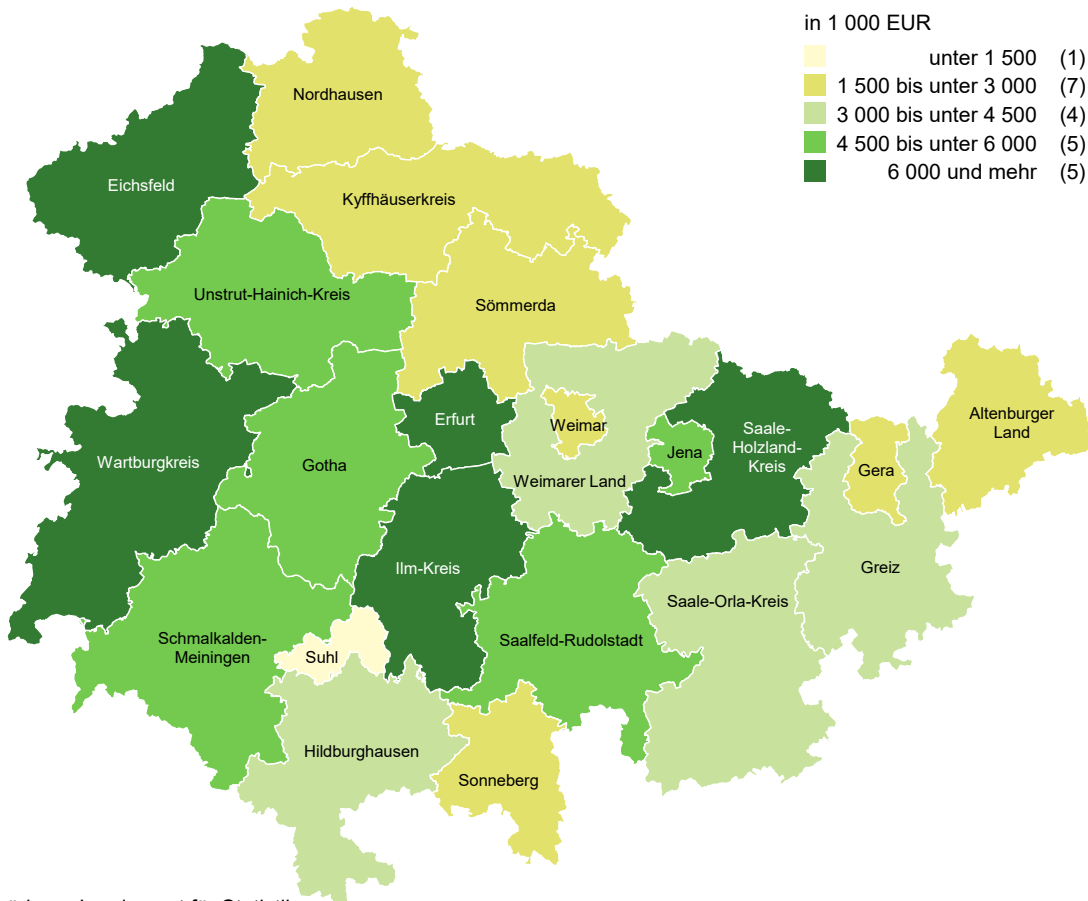 in 1 000 EUR
unter 1 500 (1)
1 500 bis unter 3 000 (7)
3 000 bis unter 4 500 (4)
4 500 bis unter 6 000 (5)
6 000 und mehr (5)
Nordhausen
Eichsfeld
Kyffhäuserkreis
Unstrut-Hainich-Kreis
Sömmerda
Altenburger
Land
Erfurt
Weimar
Saale-
Holzland-
Kreis
Wartburgkreis
Gotha
Jena
Gera
Weimarer Land
Ilm-Kreis
Greiz
Saale-Orla-Kreis
Schmalkalden-
Meiningen
Suhl
Saalfeld-Rudolstadt
Hildburghausen
Sonneberg